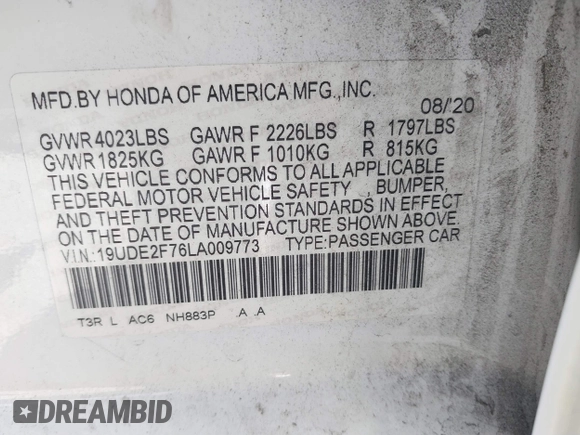 MFD.BY HONDA OF AMERICA MFG.,INC. 08/'20
GVWR 4023LBS GAWR F 2226LBS R 1797LBS
GVWR 1825KG GAWR F 1010KG R 815KG
THIS VEHICLE CONFORMS TO ALL APPLICABLE
FEDERAL MOTOR VEHICLE SAFETY , BUMPER,
AND THEFT PREVENTION STANDARDS IN EFFECT
ON THE DATE OF MANUFACTURE SHOWN ABOVE.
V.I.N:19UDE2F76LA009773 TYPE:PASSENGER CAR
T3R L AC6 NH883P .A .A
DREAMBID